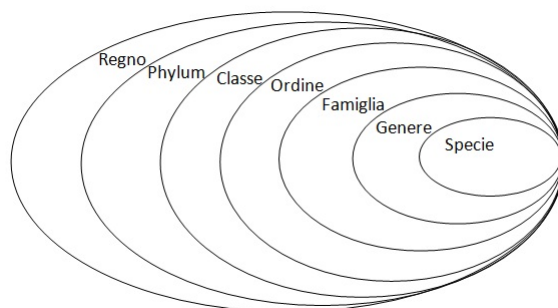 Regno
Phylum
Classe
Ordine
Famiglia
Genere
Specie